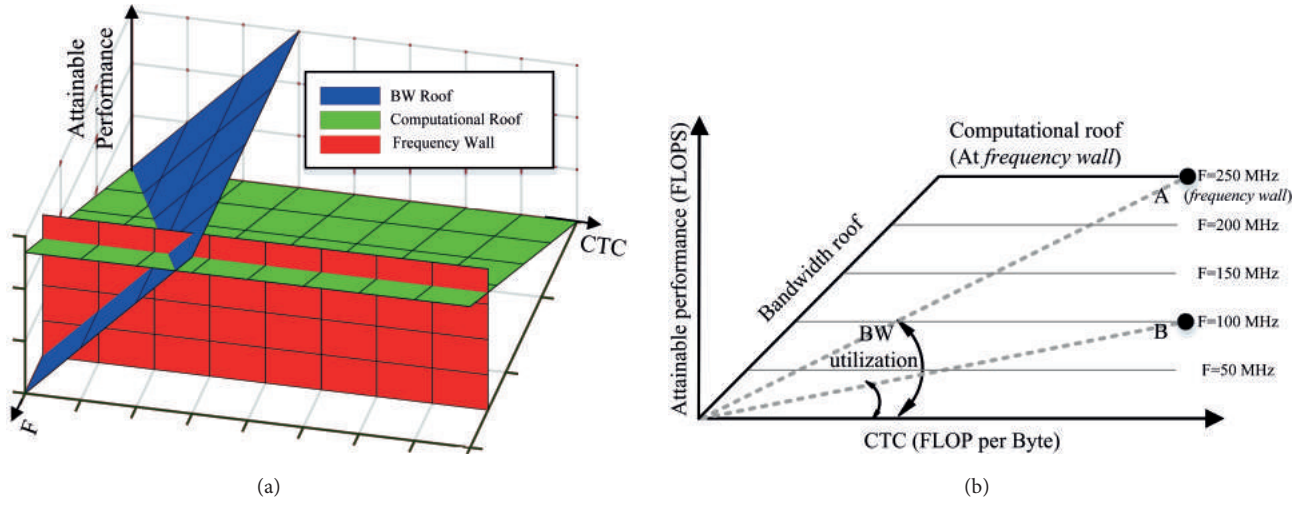 Attainable
Performance
BW Roof
Computational Roof
Frequency Wall
CTC
F
(a)
Attainable performance (FLOPS)
Computational roof
(At frequency wall)
Bandwidth roof
A
F=250 MHz
(frequency wall)
F=200 MHz
F=150 MHz
B
F=100 MHz
BW
utilization
F=50 MHz
CTC (FLOP per Byte)
(b)